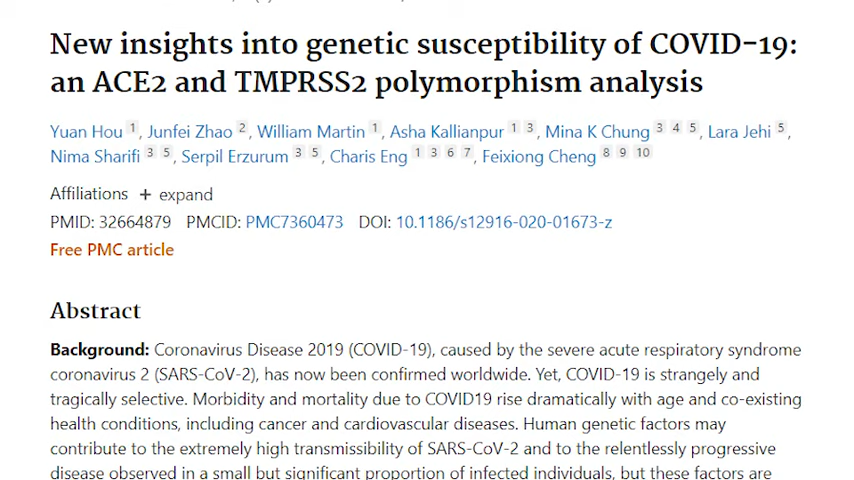 New insights into genetic susceptibility of COVID-19:
an ACE2 and TMPRSS2 polymorphism analysis
Yuan Hou 1, Junfei Zhao 2, William Martin 1, Asha Kallianpur 1 3, Mina K Chung 3 4 5, Lara Jehi 5,
Nima Sharifi 3 5, Serpil Erzurum 3 5, Charis Eng 1 3 6 7, Feixiong Cheng 8 9 10
Affiliations + expand
PMID: 32664879 PMCID: PMC7360473 DOI: 10.1186/s12916-020-01673-z
Free PMC article
Abstract
Background: Coronavirus Disease 2019 (COVID-19), caused by the severe acute respiratory syndrome
coronavirus 2 (SARS-CoV-2), has now been confirmed worldwide. Yet, COVID-19 is strangely and
tragically selective. Morbidity and mortality due to COVID19 rise dramatically with age and co-existing
health conditions, including cancer and cardiovascular diseases. Human genetic factors may
contribute to the extremely high transmissibility of SARS-CoV-2 and to the relentlessly progressive
disease observed in a small but significant proportion of infected individuals, but these factors are